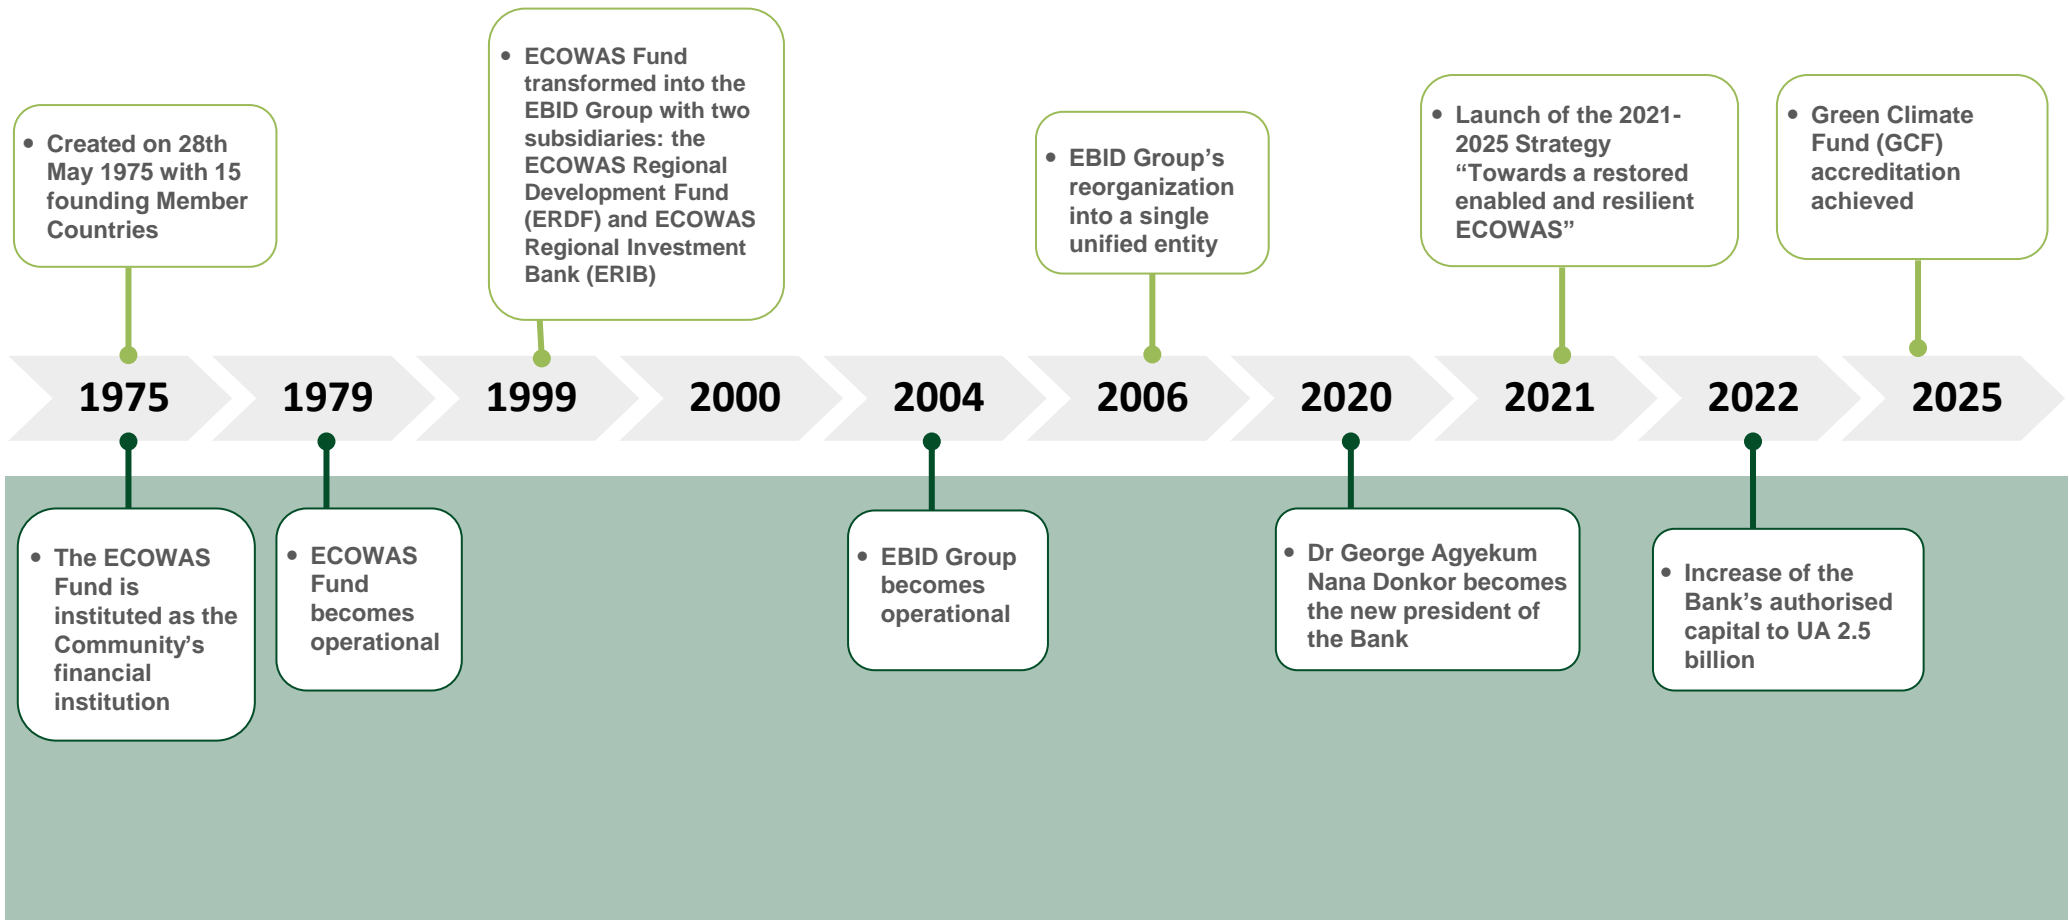 • Created on 28th
May 1975 with 15
founding Member
Countries
• ECOWAS Fund
transformed into the
EBID Group with two
subsidiaries: the
ECOWAS Regional
Development Fund
(ERDF) and ECOWAS
Regional Investment
Bank (ERIB)
• EBID Group’s
reorganization
into a single
unified entity
• Launch of the 2021-
2025 Strategy
“Towards a restored
enabled and resilient
ECOWAS”
• Green Climate
Fund (GCF)
accreditation
achieved
1975 1979 1999 2000 2004 2006 2020 2021 2022 2025
• The ECOWAS
Fund is
instituted as the
Community’s
financial
institution
• ECOWAS
Fund
becomes
operational
• EBID Group
becomes
operational
• Dr George Agyekum
Nana Donkor becomes
the new president of
the Bank
• Increase of the
Bank’s authorised
capital to UA 2.5
billion